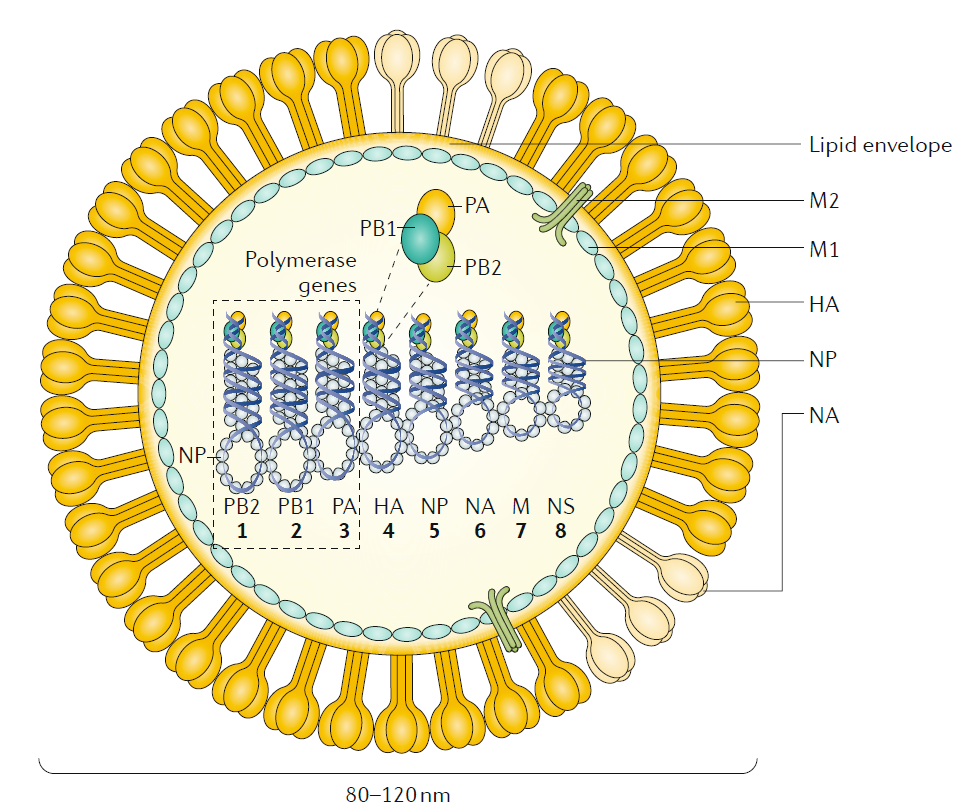 Lipid envelope
M2
M1
HA
NP
NA
PA
PB1
PB2
Polymerase
genes
NP
PB2 PB1 PA HA NP NA M NS
1 2 3 4 5 6 7 8
80–120 nm